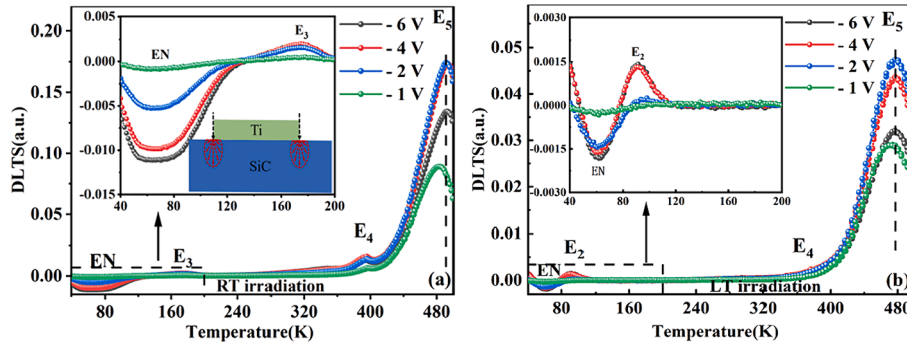 DLTS(a.u.)
0.20
0.15
0.10
0.05
0.00
0.005
0.000
-0.005
-0.010
-0.015
EN
E3
Ti
SiC
40 80 120 160 200
- 6 V
- 4 V
- 2 V
- 1 V
E5
E4
EN
E3
RT irradiation
(a)
80 160 240 320 400 480
Temperature(K)
DLTS(a.u.)
0.05
0.04
0.03
0.02
0.01
0.00
0.0030
0.0015
0.0000
-0.0015
-0.0030
EN
E2
40 80 120 160 200
- 6 V
- 4 V
- 2 V
- 1 V
E5
E4
EN
E2
LT irradiation
(b)
80 160 240 320 400 480
Temperature(K)